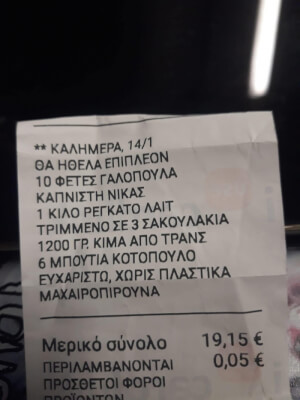 ** ΚΑΛΗΜΕΡΑ, 14/1
ΘΑ ΗΘΕΛΑ ΕΠΙΠΛΕΟΝ
10 ΦΕΤΕΣ ΓΑΛΟΠΟΥΛΑ
ΚΑΠΝΙΣΤΗ ΝΙΚΑΣ
1 ΚΙΛΟ ΡΕΓΚΑΤΟ ΛΑΙΤ
ΤΡΙΜΜΕΝΟ ΣΕ 3 ΣΑΚΟΥΛΑΚΙΑ
1200 ΓΡ. ΚΙΜΑ ΑΠΟ ΤΡΑΝΣ
6 ΜΠΟΥΤΙΑ ΚΟΤΟΠΟΥΛΟ
ΕΥΧΑΡΙΣΤΩ, ΧΩΡΙΣ ΠΛΑΣΤΙΚΑ
ΜΑΧΑΙΡΟΠΙΡΟΥΝΑ
Μερικό σύνολο 19,15 €
ΠΕΡΙΛΑΜΒΑΝΟΝΤΑΙ 0,05 €
ΠΡΟΣΘΕΤΟΙ ΦΟΡΟΙ
ΠΡΟΪΟΝΤΩΝ